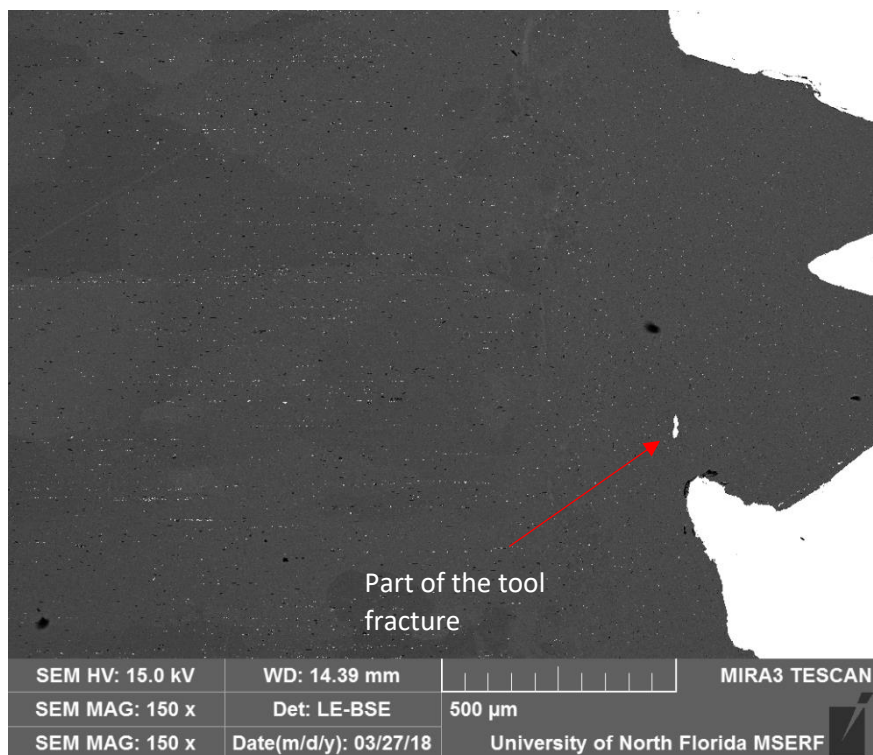 Part of the tool
fracture
SEM HV: 15.0 kV WD: 14.39 mm MIRA3 TESCAN
SEM MAG: 150 x Det: LE-BSE 500 µm
SEM MAG: 150 x Date(m/d/y): 03/27/18 University of North Florida MSERF